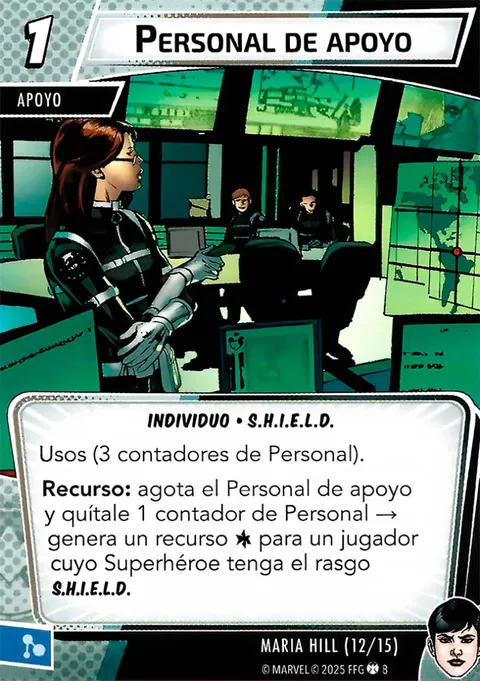 1
PERSONAL DE APOYO
APOYO
INDIVIDUO • S.H.I.E.L.D.
Usos (3 contadores de Personal).
Recurso: agota el Personal de apoyo
y quítale 1 contador de Personal →
genera un recurso para un jugador
cuyo Superhéroe tenga el rasgo
S.H.I.E.L.D.
MARIA HILL (12/15)
© MARVEL © 2025 FFG 8